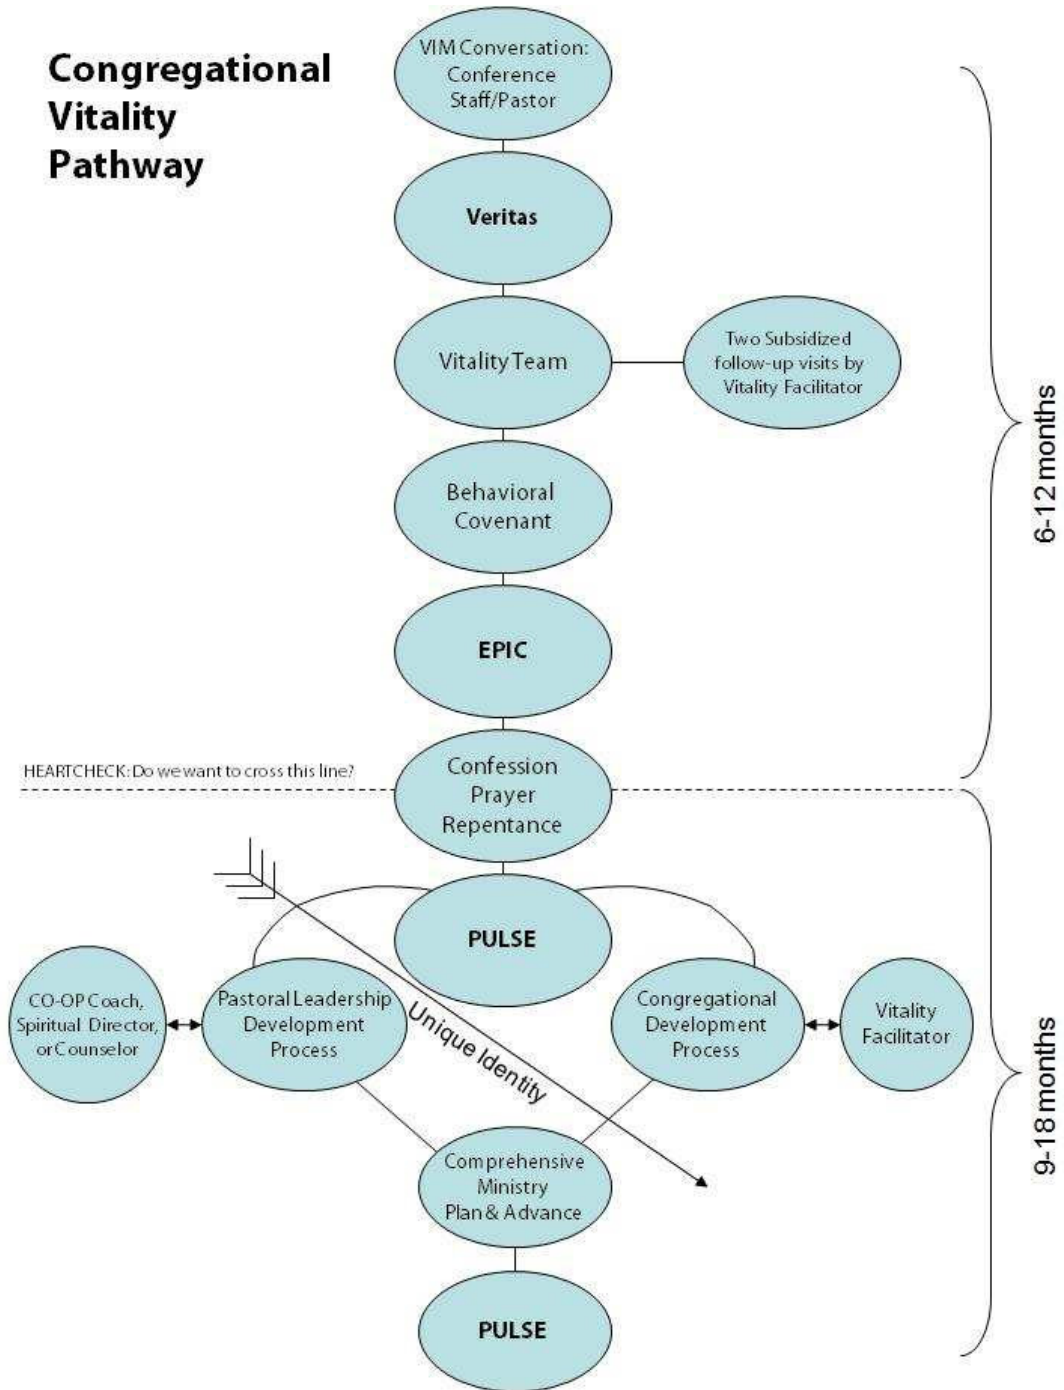 Congregational
Vitality
Pathway
VIM Conversation:
Conference
Staff/Pastor
Veritas
Vitality Team
Two Subsidized
follow-up visits by
Vitality Facilitator
Behavioral
Covenant
EPIC
6-12 months
HEARTCHECK: Do we want to cross this line?
Confession
Prayer
Repentance
PULSE
CO-OP Coach,
Spiritual Director,
or Counselor
Pastoral Leadership
Development
Process
Unique Identity
Congregational
Development
Process
Vitality
Facilitator
9-18 months
Comprehensive
Ministry
Plan & Advance
PULSE